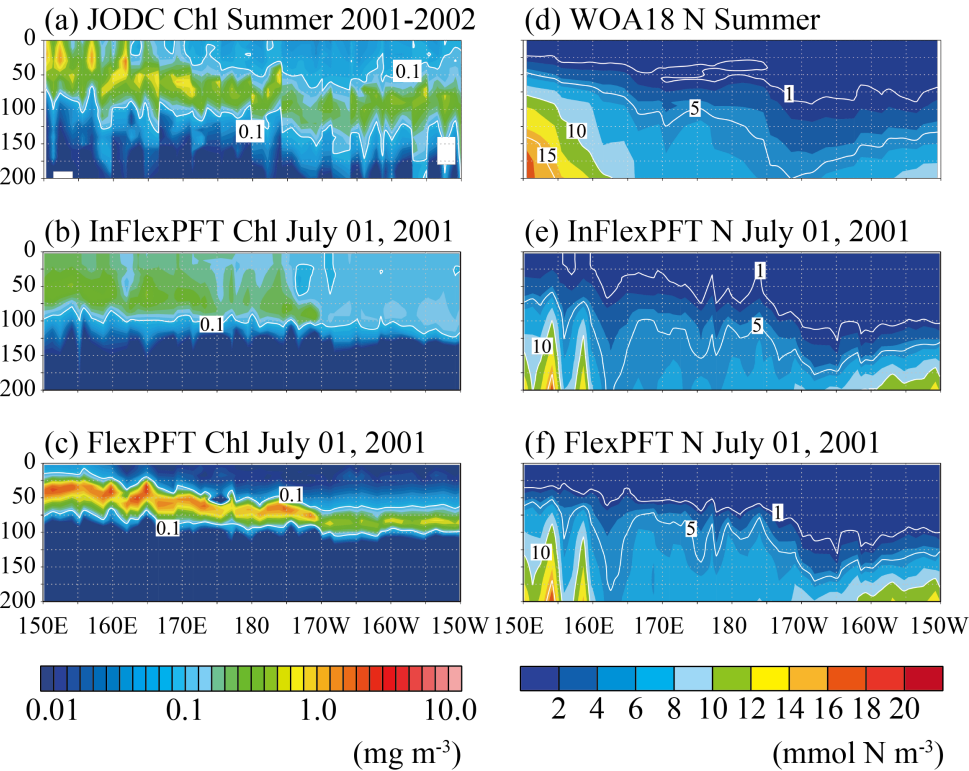 (a) JODC Chl Summer 2001-2002
0
50
100
150
200
0.1
0.1
(d) WOA18 N Summer
1
5
10
15
(b) InFlexPFT Chl July 01, 2001
0
50
100
150
200
0.1
(e) InFlexPFT N July 01, 2001
1
5
10
(c) FlexPFT Chl July 01, 2001
0
50
100
150
200
0.1
0.1
150E 160E 170E 180 170W 160W 150W
(f) FlexPFT N July 01, 2001
1
5
10
150E 160E 170E 180 170W 160W 150W
0.01 0.1 1.0 10.0
(mg m-3)
2 4 6 8 10 12 14 16 18 20
(mmol N m-3)